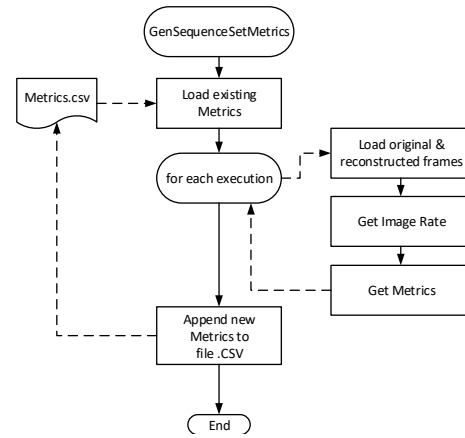 GenSequenceSetMetrics
Metrics.csv
Load existing
Metrics
for each execution
Load original &
reconstructed frames
Get Image Rate
Get Metrics
Append new
Metrics to
file .CSV
End